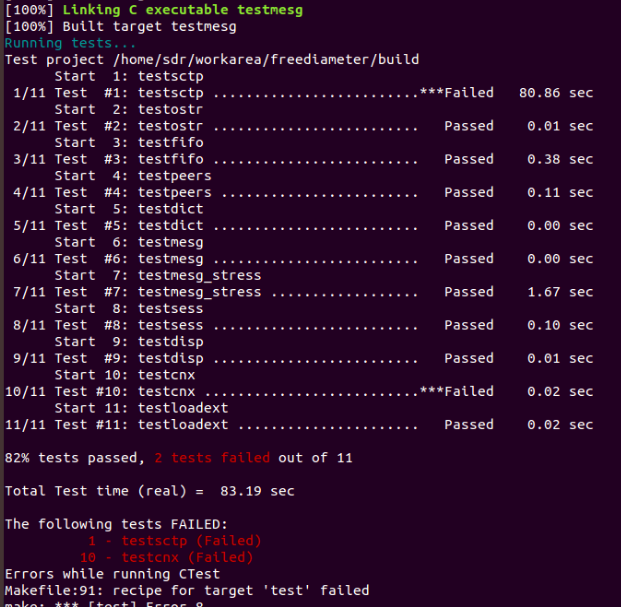 [100%] Linking C executable testmesg
[100%] Built target testmesg
Running tests...
Test project /home/sdr/workarea/freediameter/build
      Start  1: testsctp
 1/11 Test  #1: testsctp .........................***Failed   80.86 sec
      Start  2: testostr
 2/11 Test  #2: testostr .........................   Passed    0.01 sec
      Start  3: testfifo
 3/11 Test  #3: testfifo .........................   Passed    0.38 sec
      Start  4: testpeers
 4/11 Test  #4: testpeers ........................   Passed    0.11 sec
      Start  5: testdict
 5/11 Test  #5: testdict .........................   Passed    0.00 sec
      Start  6: testmesg
 6/11 Test  #6: testmesg .........................   Passed    0.00 sec
      Start  7: testmesg_stress
 7/11 Test  #7: testmesg_stress ..................   Passed    1.67 sec
      Start  8: testsess
 8/11 Test  #8: testsess .........................   Passed    0.10 sec
      Start  9: testdisp
 9/11 Test  #9: testdisp .........................   Passed    0.01 sec
      Start 10: testcnx
10/11 Test #10: testcnx ..........................***Failed    0.02 sec
      Start 11: testloadext
11/11 Test #11: testloadext ......................   Passed    0.02 sec

82% tests passed, 2 tests failed out of 11

Total Test time (real) =  83.19 sec

The following tests FAILED:
          1 - testsctp (Failed)
         10 - testcnx (Failed)
Errors while running CTest
Makefile:91: recipe for target 'test' failed
make: *** [test] Error 8